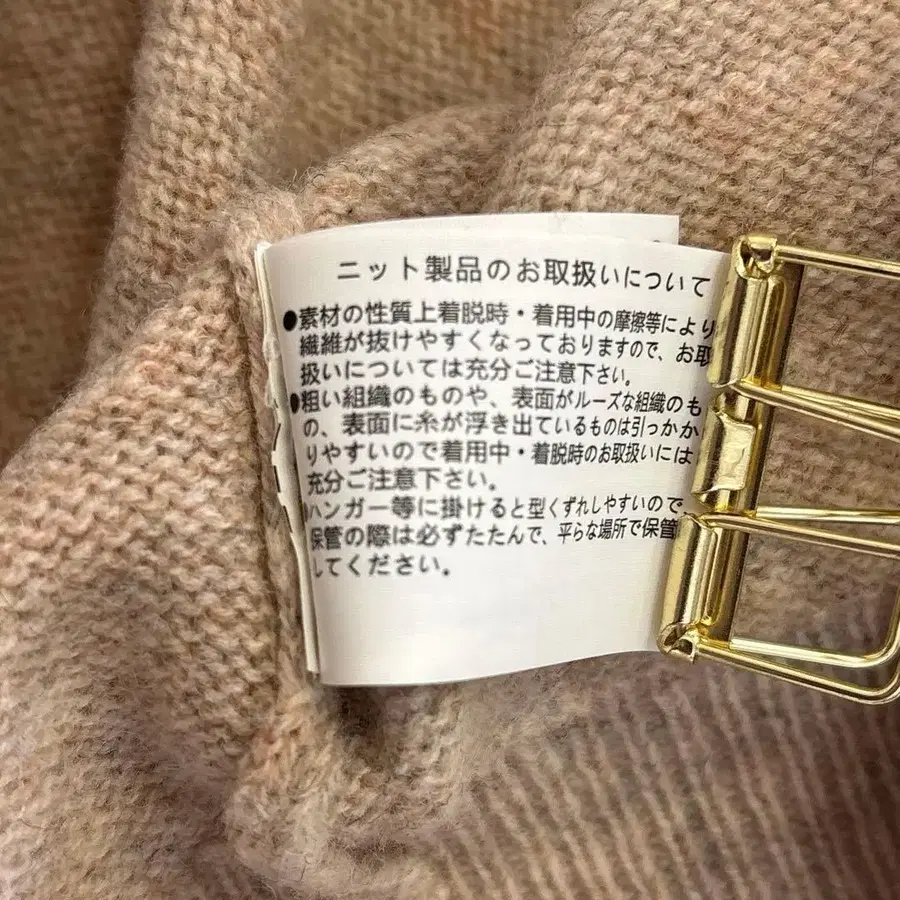 ニット製品のお取扱いについて
●素材の性質上着脱時・着用中の摩擦等により
繊維が抜けやすくなっておりますので、お取
扱いについては充分ご注意下さい。
●粗い組織のものや、表面がルーズな組織のも
の、表面に糸が浮き出ているものは引っかか
りやすいので着用中・着脱時のお取扱いには
充分ご注意下さい。
ハンガー等に掛けると型くずれしやすいので、
保管の際は必ずたたんで、平らな場所で保管
してください。